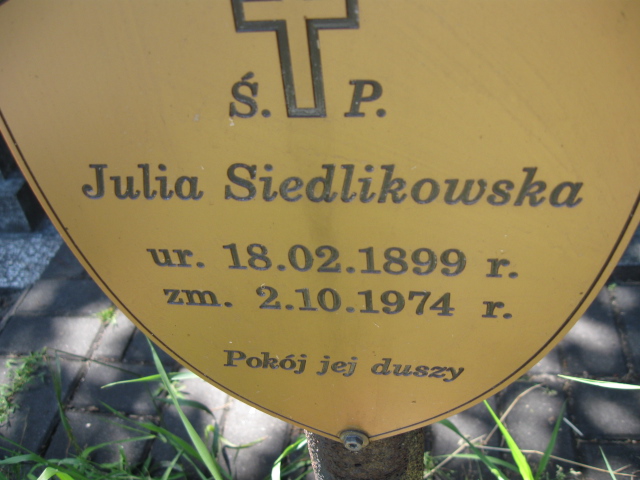 Ś. P.
Julia Siedlikowska
ur. 18.02.1899 r.
zm. 2.10.1974 r.
Pokój jej duszy